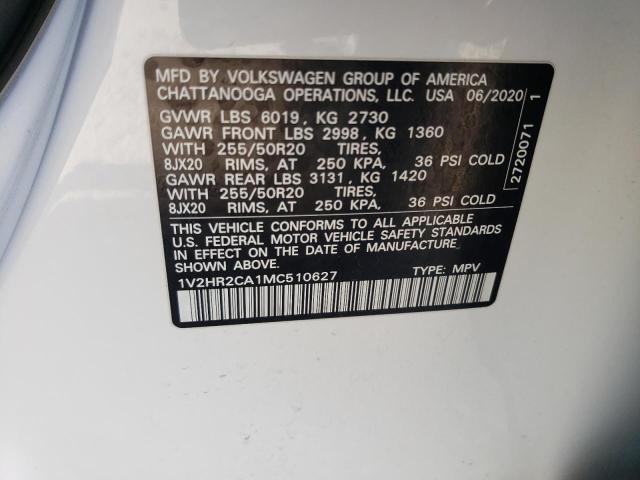 MFD BY VOLKSWAGEN GROUP OF AMERICA
CHATTANOOGA OPERATIONS, LLC. USA 06/2020
GVWR LBS 6019, KG 2730
GAWR FRONT LBS 2998, KG 1360
WITH 255/50R20 TIRES,
8JX20 RIMS, AT 250 KPA, 36 PSI COLD
GAWR REAR LBS 3131, KG 1420
WITH 255/50R20 TIRES,
8JX20 RIMS, AT 250 KPA, 36 PSI COLD
THIS VEHICLE CONFORMS TO ALL APPLICABLE
U.S. FEDERAL MOTOR VEHICLE SAFETY STANDARDS
IN EFFECT ON THE DATE OF MANUFACTURE
SHOWN ABOVE.
1V2HR2CA1MC510627 TYPE: MPV
2720071 1